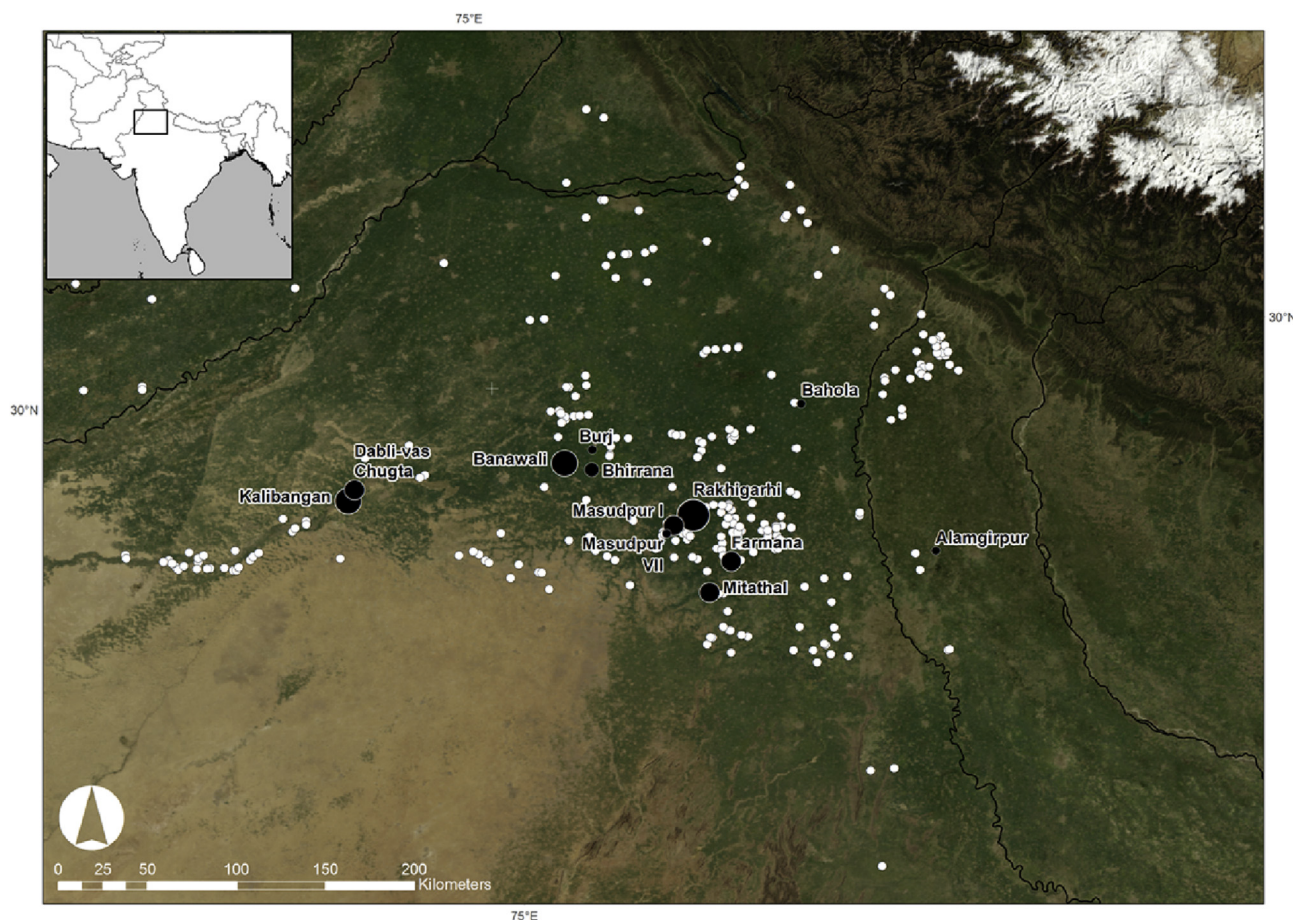 75°E
30°N
30°N
Bahola
Burj
Dabli-vas
Chugta
Banawali
Bhirrana
Kalibangan
Rakhigarhi
Masudpur I
Masudpur
VII
Farmana
Alamgirpur
Mitathal
0 25 50 100 150 200
Kilometers
75°E